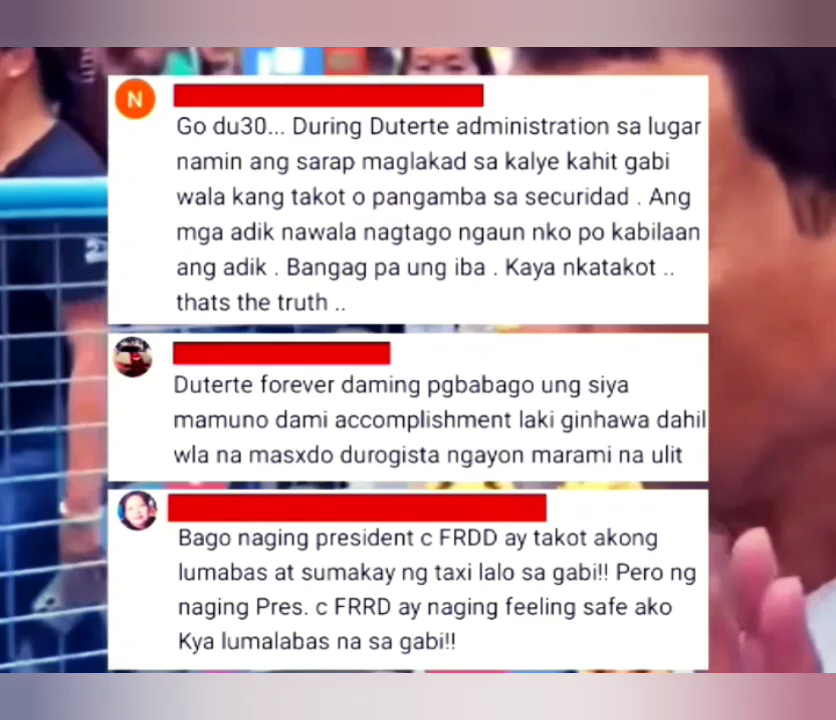 N
Go du30... During Duterte administration sa lugar
namin ang sarap maglakad sa kalye kahit gabi
wala kang takot o pangamba sa securidad . Ang
mga adik nawala nagtago ngaun nko po kabilaan
ang adik . Bangag pa ung iba . Kaya nkatakot ..
thats the truth ..
Duterte forever daming pgbabago ung siya
mamuno dami accomplishment laki ginhawa dahil
wla na masxdo durogista ngayon marami na ulit
Bago naging president c FRDD ay takot akong
lumabas at sumakay ng taxi lalo sa gabi!! Pero ng
naging Pres. c FRRD ay naging feeling safe ako
Kya lumalabas na sa gabi!!